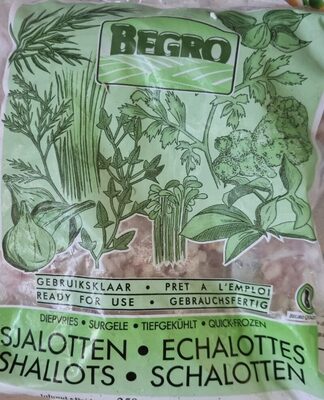 BEGRO
GEBRUIKSKLAAR • PRET A L'EMPLOI
READY FOR USE • GEBRAUCHSFERTIG
DIEPVRIES • SURGELE • TIEFGEKÜHLT • QUICK-FROZEN
SJALOTTEN • ECHALOTTES
SHALLOTS • SCHALOTTEN